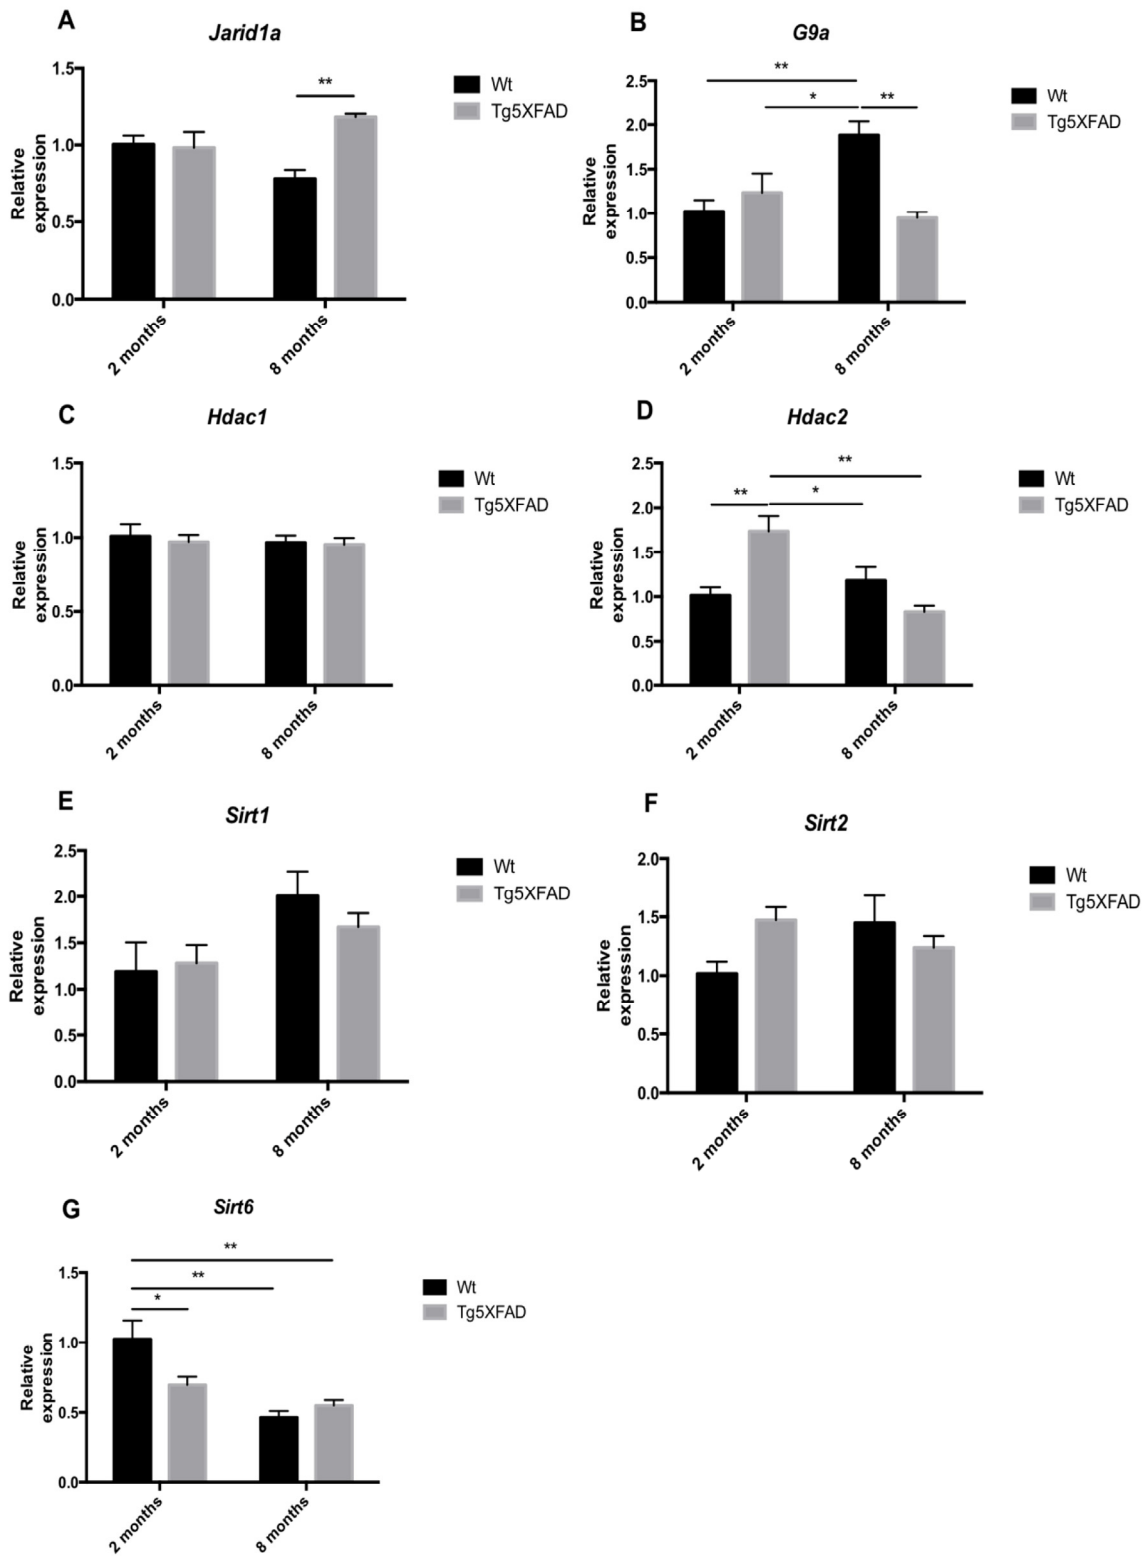 A
Jarid1a
1.5
1.0
0.5
0.0
Relative
expression
**
Wt
Tg5XFAD
2 months
8 months
B
G9a
2.5
2.0
1.5
1.0
0.5
0.0
Relative
expression
**
*
**
Wt
Tg5XFAD
2 months
8 months
C
Hdac1
1.5
1.0
0.5
0.0
Relative
expression
Wt
Tg5XFAD
2 months
8 months
D
Hdac2
2.5
2.0
1.5
1.0
0.5
0.0
Relative
expression
**
**
*
Wt
Tg5XFAD
2 months
8 months
E
Sirt1
2.5
2.0
1.5
1.0
0.5
0.0
Relative
expression
Wt
Tg5XFAD
2 months
8 months
F
Sirt2
2.0
1.5
1.0
0.5
0.0
Relative
expression
Wt
Tg5XFAD
2 months
8 months
G
Sirt6
1.5
1.0
0.5
0.0
Relative
expression
**
**
*
Wt
Tg5XFAD
2 months
8 months